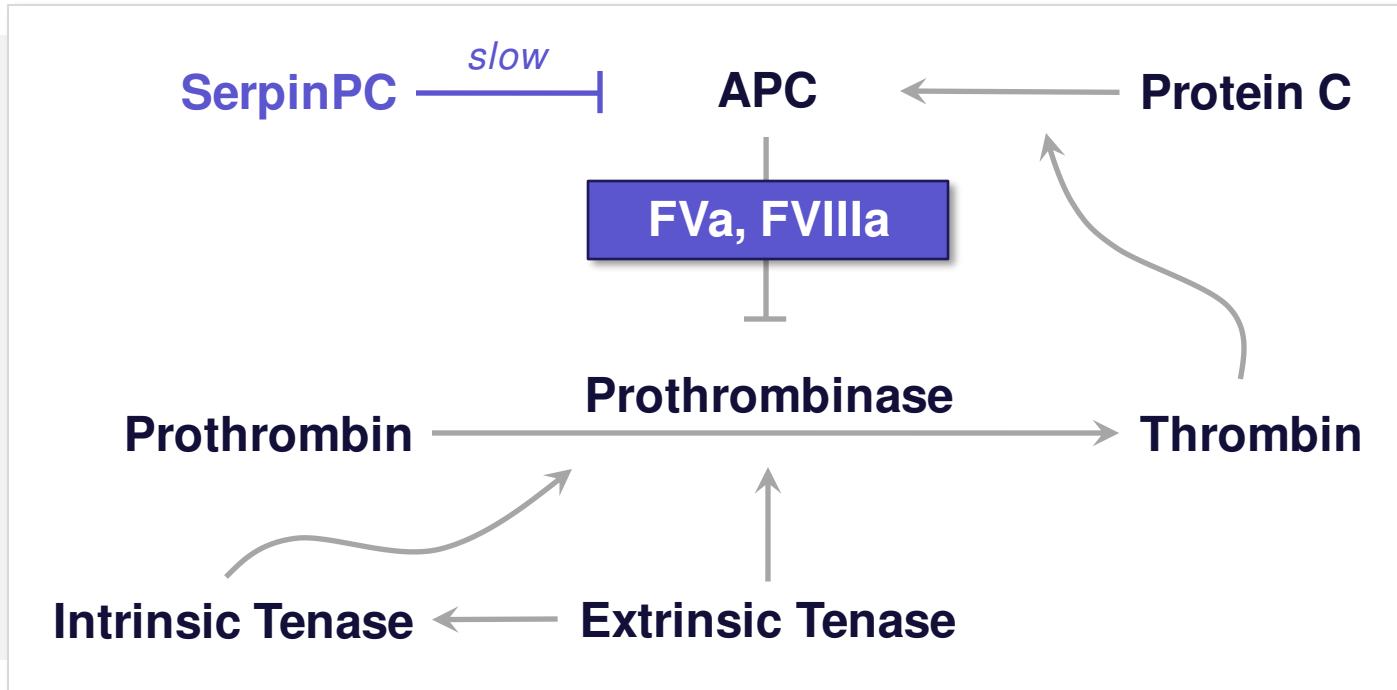 slow
SerpinPC
APC
Protein C
FVa, FVIIIa
Prothrombinase
Prothrombin
Thrombin
Intrinsic Tenase
Extrinsic Tenase